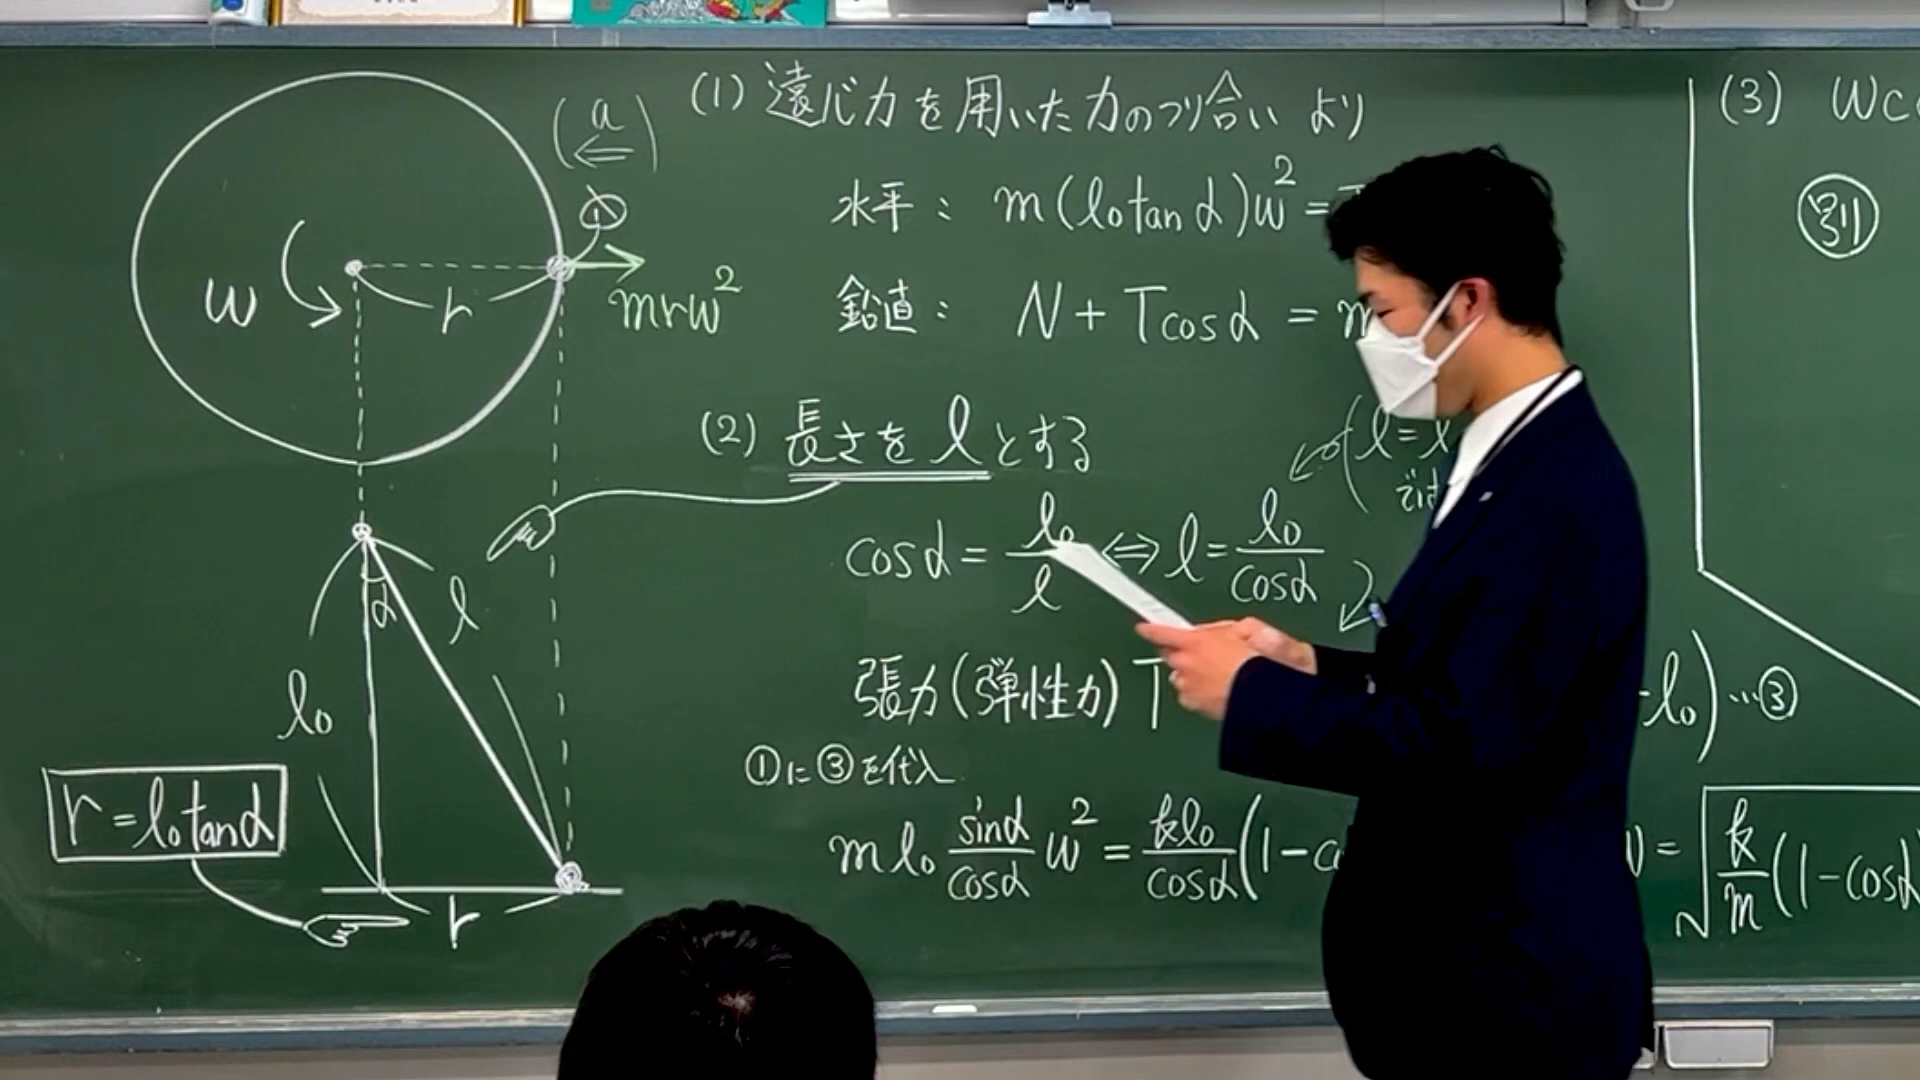 (a)
⇐
ω
r
mrω²
α
l
l₀
r = l₀tanα
r
(1) 遠心力を用いた力のつり合いより
水平： m(l₀tanα)ω² =
鉛直： N + Tcosα = m
(2) 長さをlとする
(l = l
cosα = l₀/l ⇔ l = l₀/cosα
張力(弾性力) T
-l₀) … ③
①に③を代入
ml₀ sinα/cosα ω² = kl₀/cosα (1-co
ω = √k/m (1-cosα
(3) ωc
別